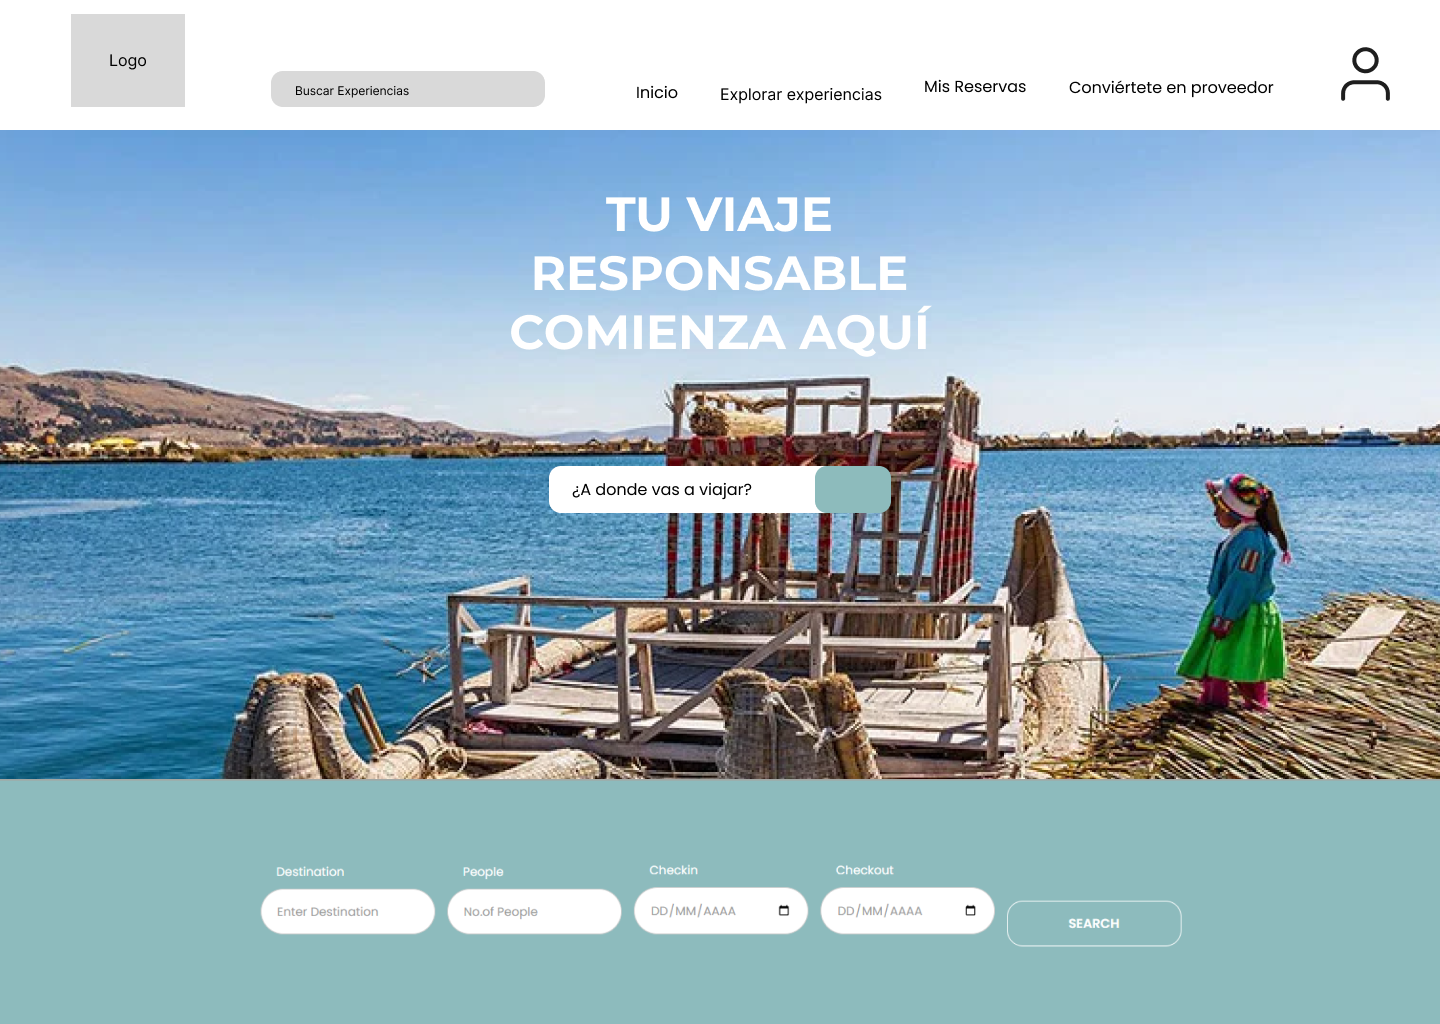 Logo
Buscar Experiencias
Inicio
Explorar experiencias
Mis Reservas
Conviértete en proveedor
TU VIAJE
RESPONSABLE
COMIENZA AQUÍ
¿A donde vas a viajar?
Destination
People
Checkin
Checkout
Enter Destination
No.of People
DD/MM/AAAA
DD/MM/AAAA
SEARCH